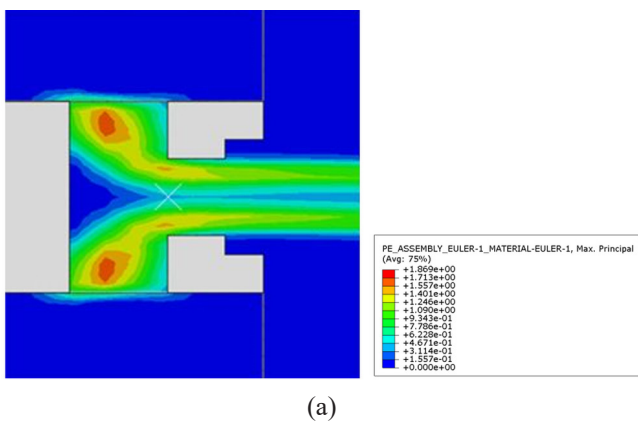 PE_ASSEMBLY_EULER-1_MATERIAL-EULER-1, Max. Principal
(Avg: 75%)
+1.869e+00
+1.713e+00
+1.557e+00
+1.401e+00
+1.246e+00
+1.090e+00
+9.343e-01
+7.786e-01
+6.228e-01
+4.671e-01
+3.114e-01
+1.557e-01
+0.000e+00
(a)